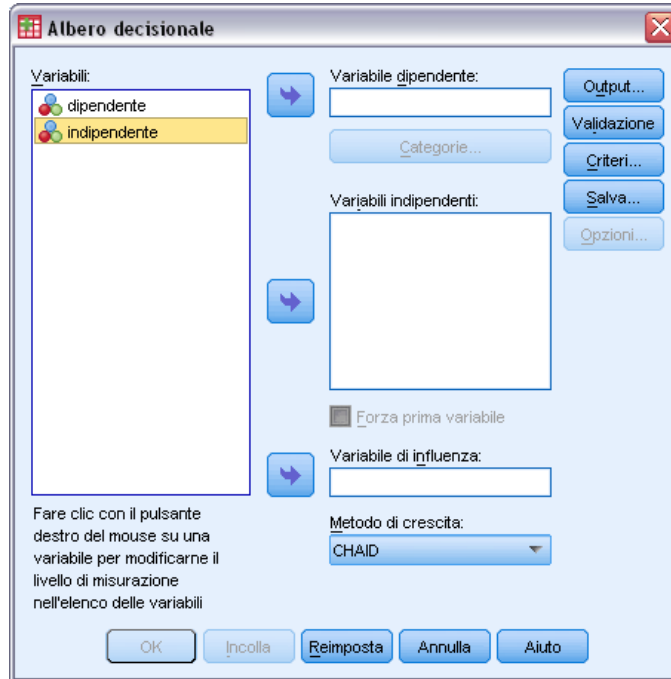 Albero decisionale
Variabili:
dipendente
indipendente
Fare clic con il pulsante
destro del mouse su una
variabile per modificarne il
livello di misurazione
nell'elenco delle variabili
Variabile dipendente:
Categorie...
Variabili indipendenti:
Forza prima variabile
Variabile di influenza:
Metodo di crescita:
CHAID
Output...
Validazione
Criteri...
Salva...
Opzioni...
OK
Incolla
Reimposta
Annulla
Aiuto